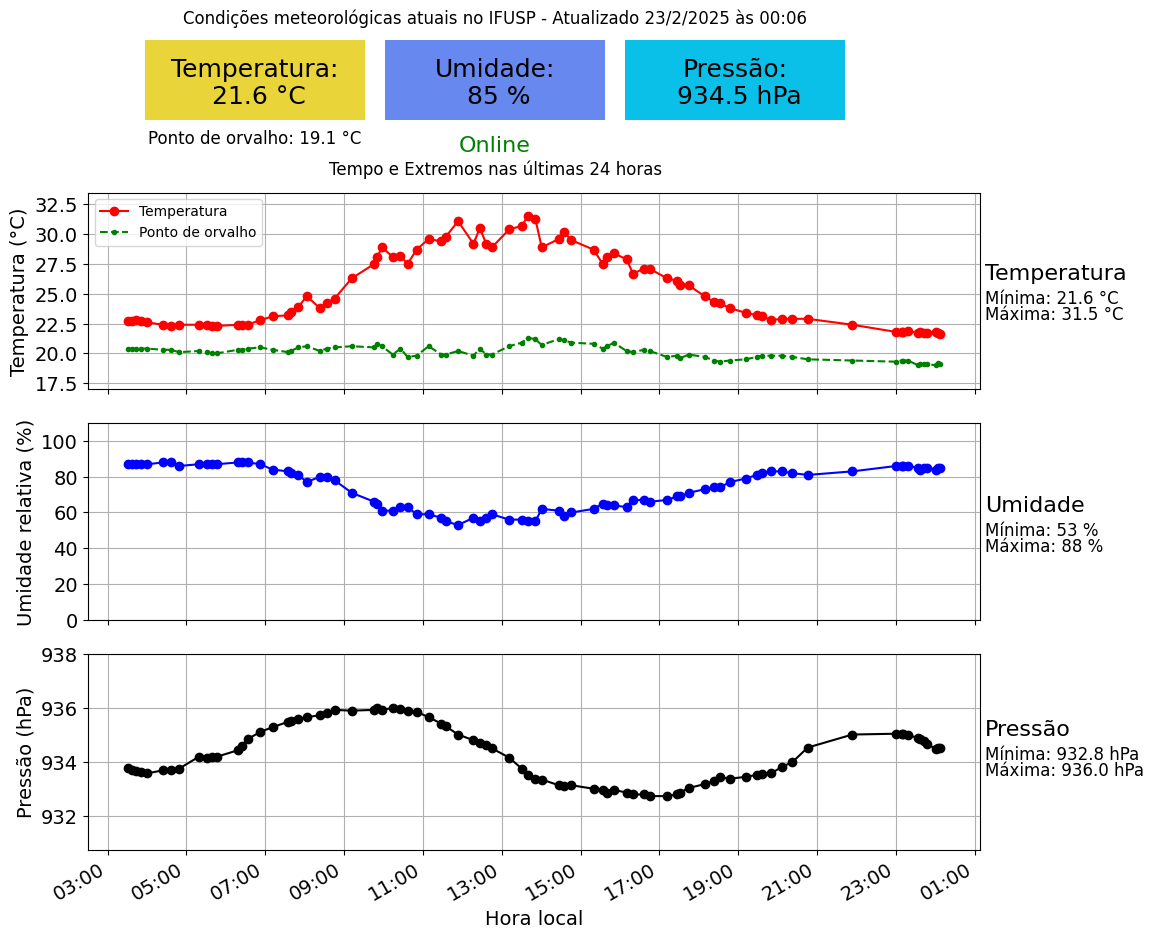 Condições meteorológicas atuais no IFUSP - Atualizado 23/2/2025 às 00:06
Temperatura:
21.6 °C
Umidade:
85 %
Pressão:
934.5 hPa
Ponto de orvalho: 19.1 °C
Online
Tempo e Extremos nas últimas 24 horas
Temperatura (°C)
32.5
30.0
27.5
25.0
22.5
20.0
17.5
Temperatura
Ponto de orvalho
Temperatura
Mínima: 21.6 °C
Máxima: 31.5 °C
Umidade relativa (%)
100
80
60
40
20
0
Umidade
Mínima: 53 %
Máxima: 88 %
Pressão (hPa)
938
936
934
932
Pressão
Mínima: 932.8 hPa
Máxima: 936.0 hPa
03:00
05:00
07:00
09:00
11:00
13:00
15:00
17:00
19:00
21:00
23:00
01:00
Hora local